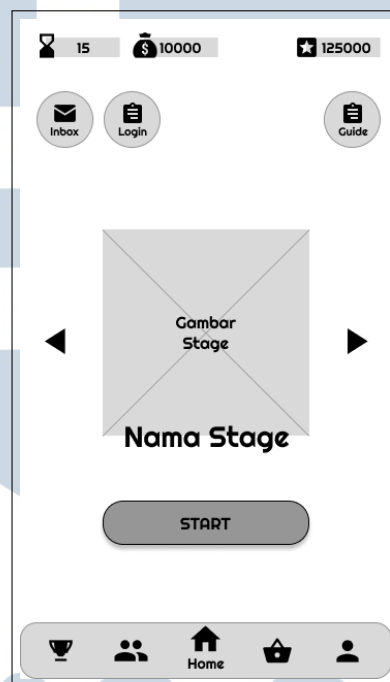 15
10000
125000
Inbox
Login
Guide
Gambar
Stage
Nama Stage
START
Home